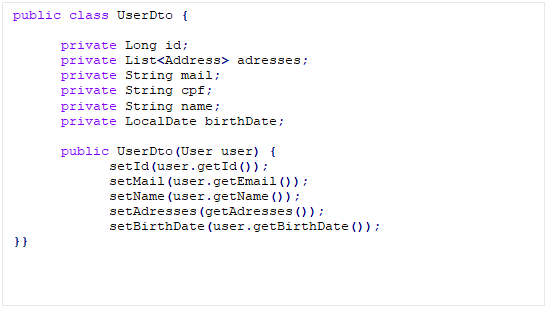 public class UserDto {
private Long id;
private List<Address> adresses;
private String mail;
private String cpf;
private String name;
private LocalDate birthDate;
public UserDto(User user) {
setId(user.getId());
setMail(user.getEmail());
setName(user.getName());
setAdresses(getAdresses());
setBirthDate(user.getBirthDate());
}}